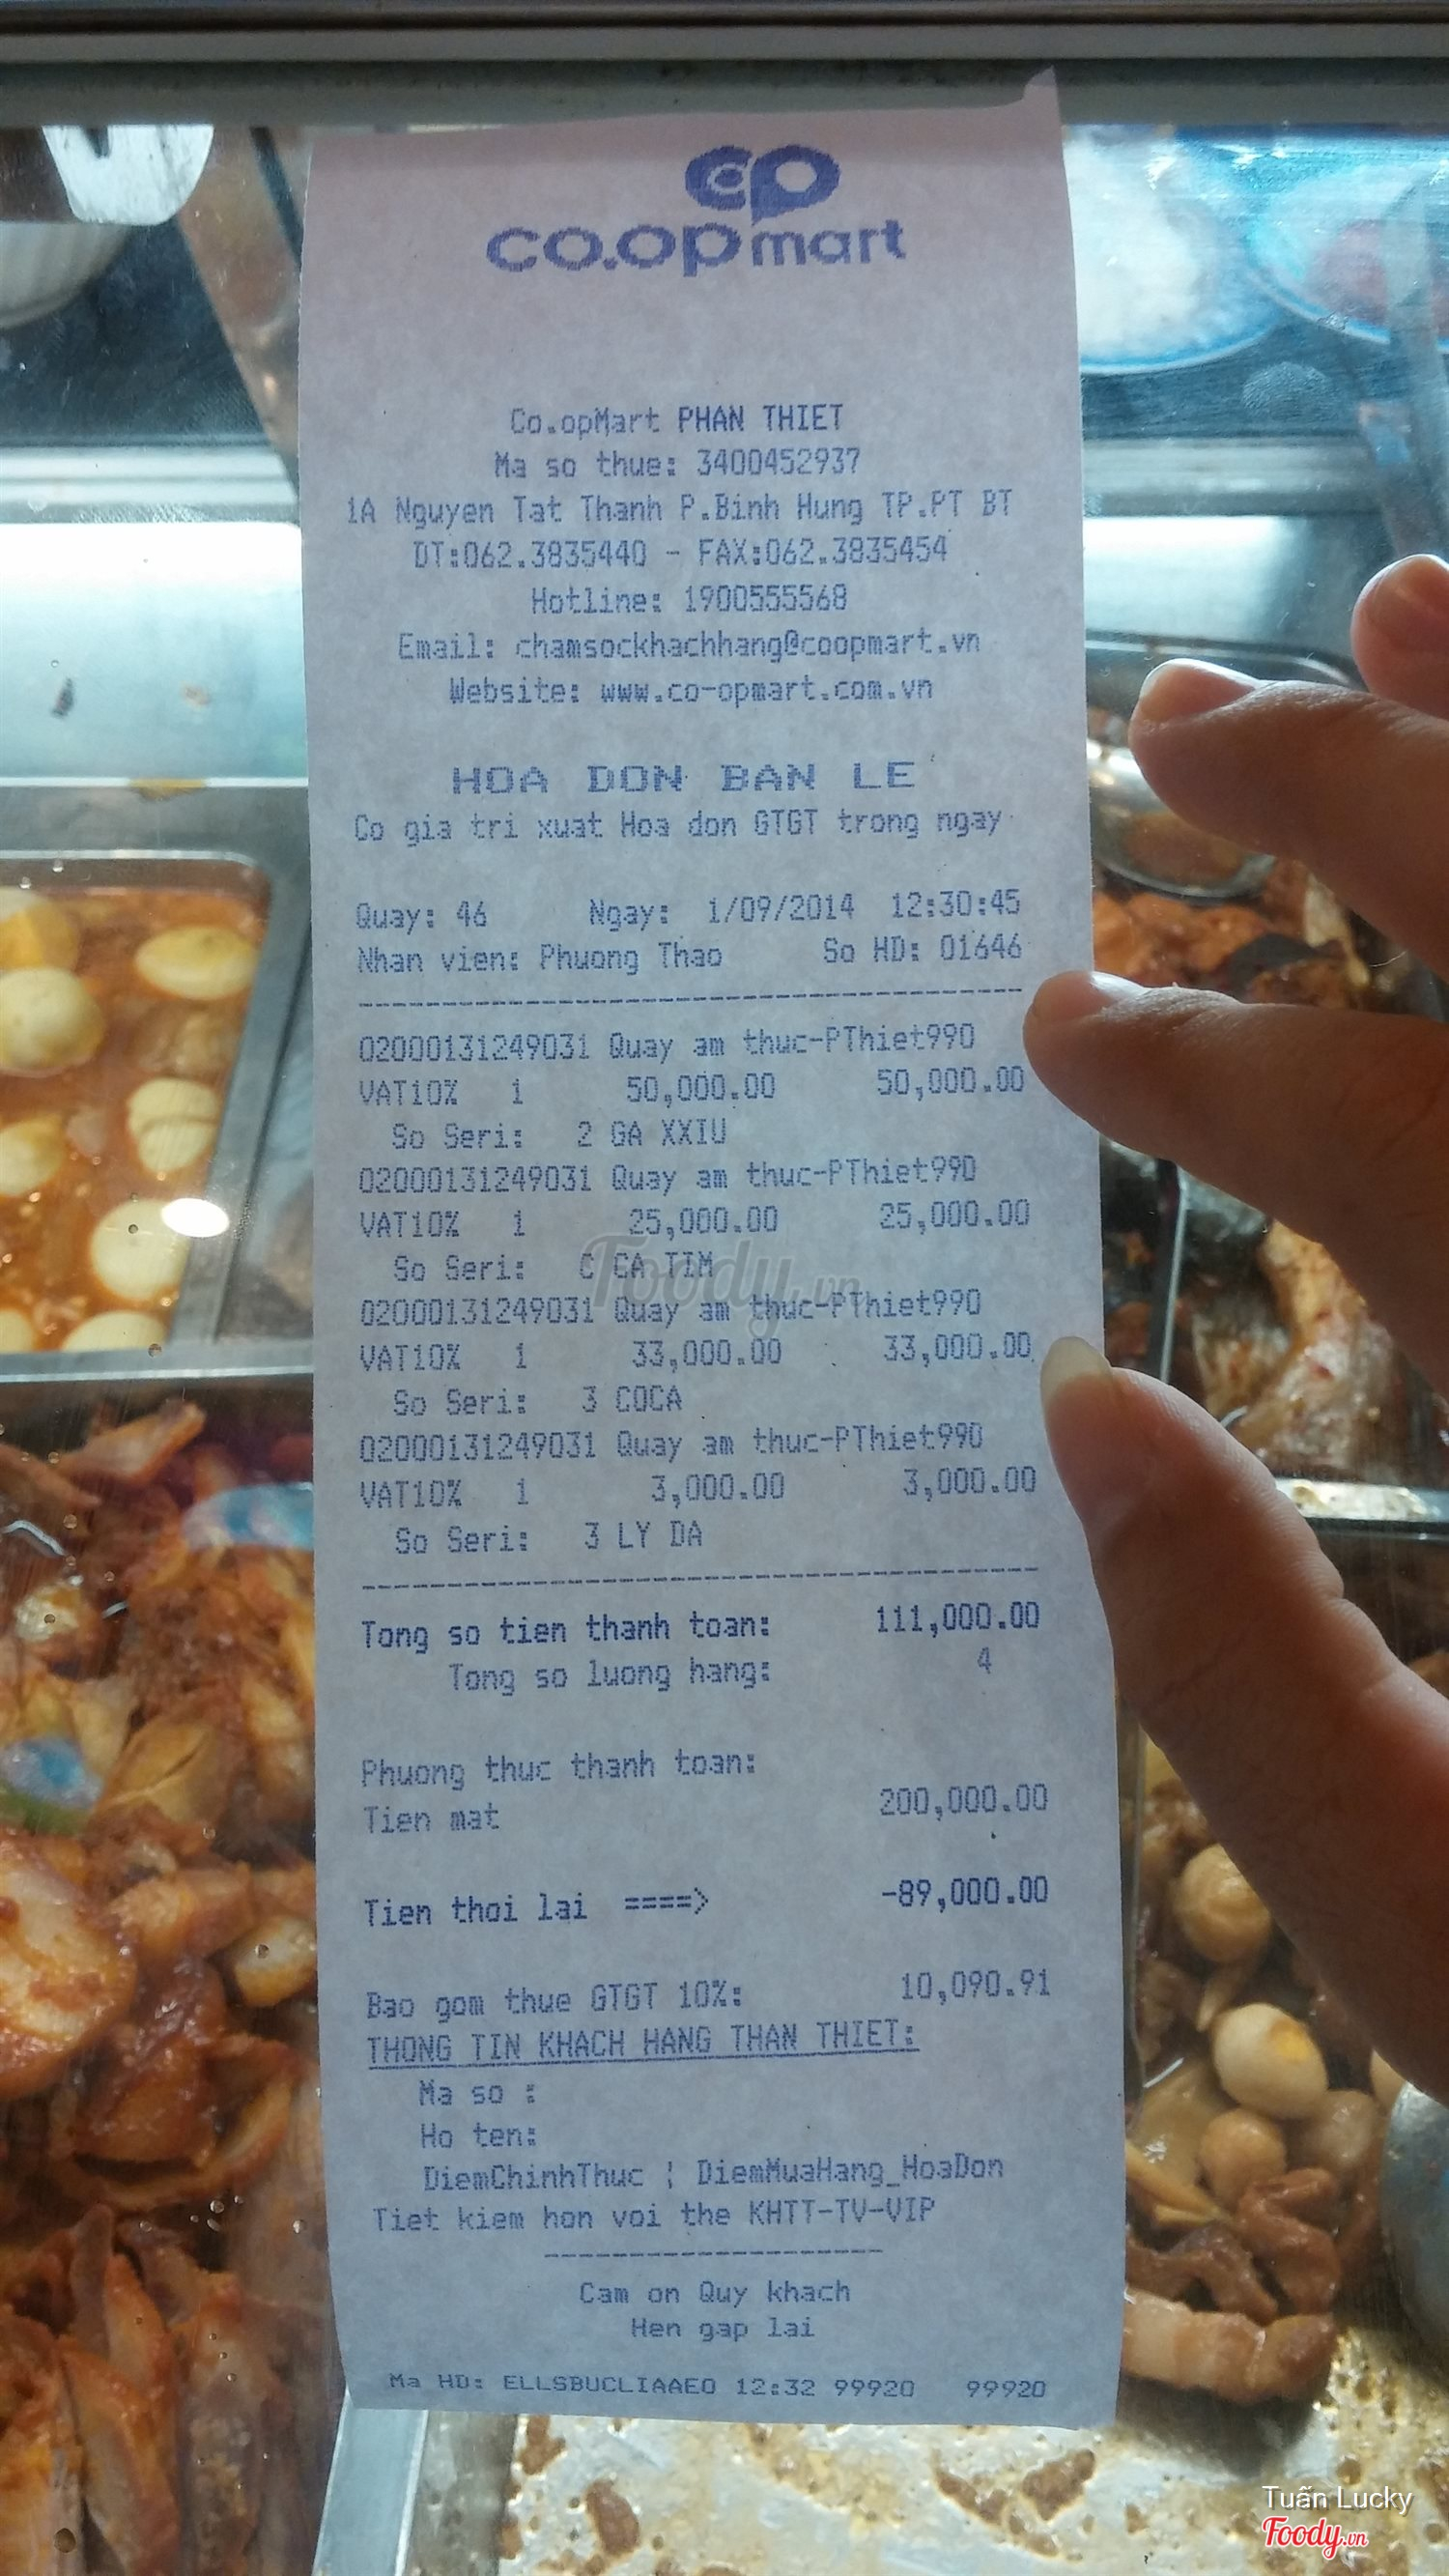 co.op mart
Co.opMart PHAN THIET
Ma so thue: 3400452937
1A Nguyen Tat Thanh P.Binh Hung TP.PT BT
DT:062.3835440 - FAX:062.3835454
Hotline: 1900555568
Email: chamsockhachhang@coopmart.vn
Website: www.co-opmart.com.vn
HOA DON BAN LE
Co gia tri xuat Hoa don GTGT trong ngay
Quay: 46 Ngay: 1/09/2014 12:30:45
Nhan vien: Phuong Thao So HD: 01646
02000131249031 Quay am thuc-PThiet990
VAT10% 1 50,000.00 50,000.00
So Seri: 2 GA XXIU
02000131249031 Quay am thuc-PThiet990
VAT10% 1 25,000.00 25,000.00
So Seri: C CA TIM
Foody.vn
02000131249031 Quay am thuc-PThiet990
VAT10% 1 33,000.00 33,000.00
So Seri: 3 COCA
02000131249031 Quay am thuc-PThiet990
VAT10% 1 3,000.00 3,000.00
So Seri: 3 LY DA
Tong so tien thanh toan: 111,000.00
Tong so luong hang: 4
Phuong thuc thanh toan:
Tien mat 200,000.00
Tien thoi lai ====> -89,000.00
Bao gom thue GTGT 10%: 10,090.91
THONG TIN KHACH HANG THAN THIET:
Ma so :
Ho ten:
DiemChinhThuc ¦ DiemMuaHang_HoaDon
Tiet kiem hon voi the KHTT-TV-VIP
Cam on Quy khach
Hen gap lai
Ma HD: ELLSBUCLIAAEO 12:32 99920 99920
Tuấn Lucky
Foody.vn